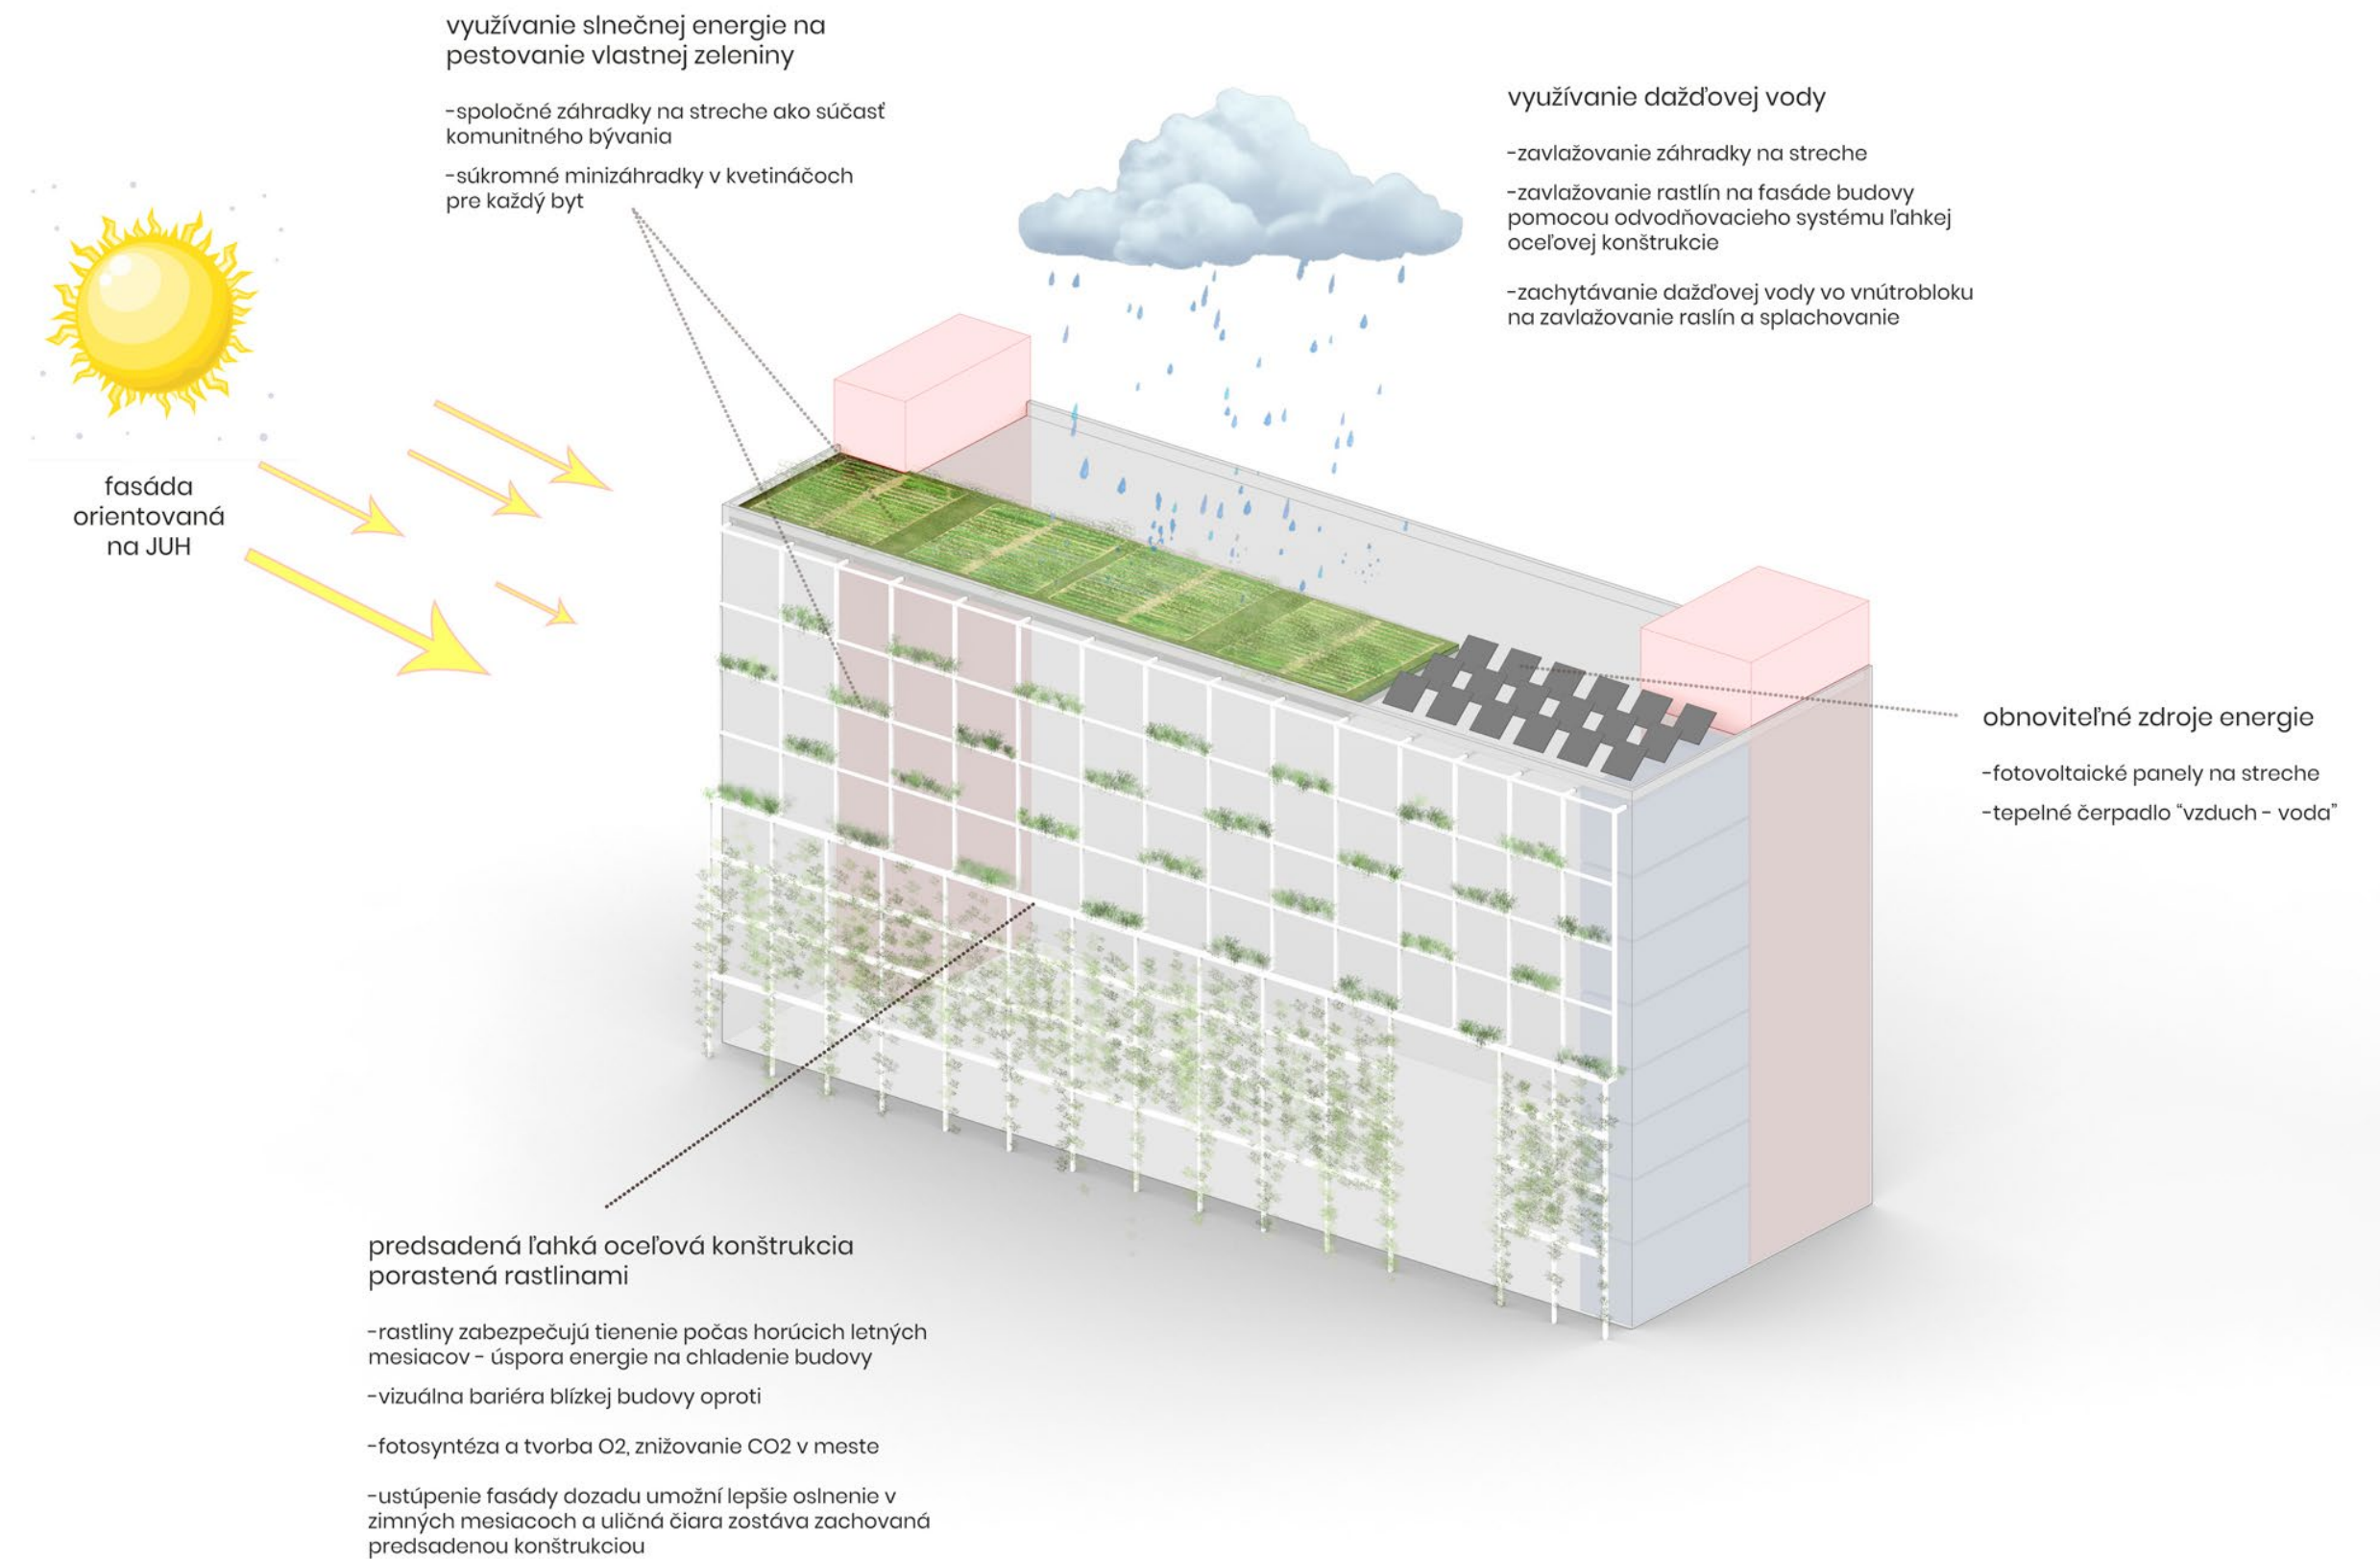 využívanie slnečnej energie na
pestovanie vlastnej zeleniny
-spoločné záhradky na streche ako súčasť
komunitného bývania
-súkromné minizáhradky v kvetináčoch
pre každý byt
využívanie dažďovej vody
-zavlažovanie záhradky na streche
-zavlažovanie rastlín na fasáde budovy
pomocou odvodňovacieho systému ľahkej
oceľovej konštrukcie
-zachytávanie dažďovej vody vo vnútrobloku
na zavlažovanie raslín a splachovanie
fasáda
orientovaná
na JUH
obnoviteľné zdroje energie
-fotovoltaické panely na streche
-tepelné čerpadlo “vzduch - voda”
predsadená ľahká oceľová konštrukcia
porastená rastlinami
-rastliny zabezpečujú tienenie počas horúcich letných
mesiacov - úspora energie na chladenie budovy
-vizuálna bariéra blízkej budovy oproti
-fotosyntéza a tvorba O2, znižovanie CO2 v meste
-ustúpenie fasády dozadu umožní lepšie oslnenie v
zimných mesiacoch a uličná čiara zostáva zachovaná
predsadenou konštrukciou